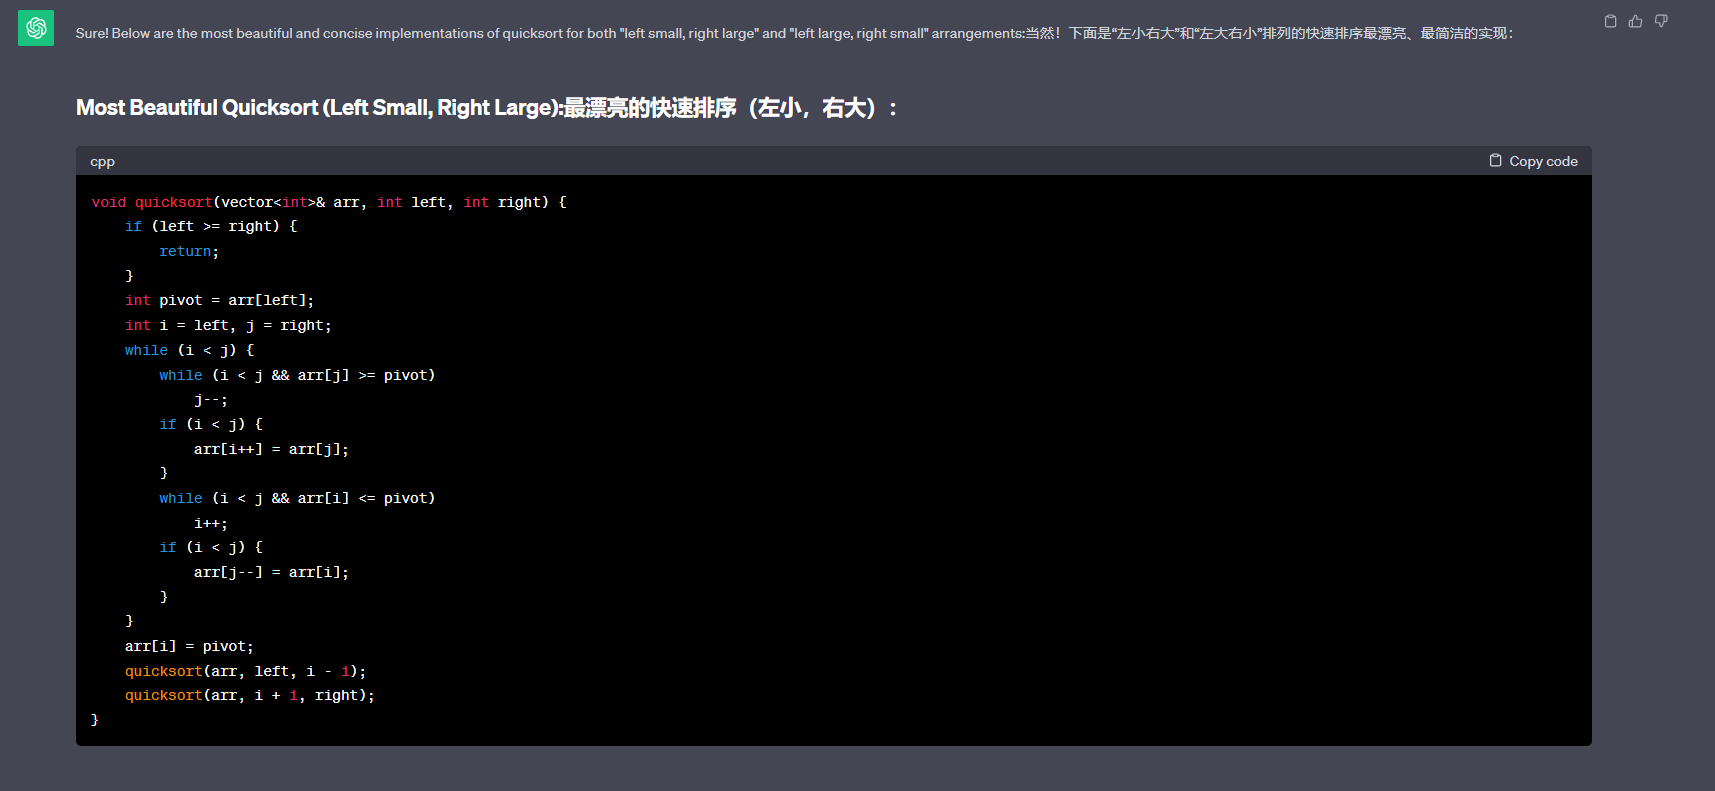 Sure! Below are the most beautiful and concise implementations of quicksort for both "left small, right large" and "left large, right small" arrangements:当然！下面是“左小右大”和“左大右小”排列的快速排序最漂亮、最简洁的实现：
Most Beautiful Quicksort (Left Small, Right Large):最漂亮的快速排序（左小，右大）：
cpp Copy code
void quicksort(vector<int>& arr, int left, int right) {
    if (left >= right) {
        return;
    }
    int pivot = arr[left];
    int i = left, j = right;
    while (i < j) {
        while (i < j && arr[j] >= pivot)
            j--;
        if (i < j) {
            arr[i++] = arr[j];
        }
        while (i < j && arr[i] <= pivot)
            i++;
        if (i < j) {
            arr[j--] = arr[i];
        }
    }
    arr[i] = pivot;
    quicksort(arr, left, i - 1);
    quicksort(arr, i + 1, right);
}